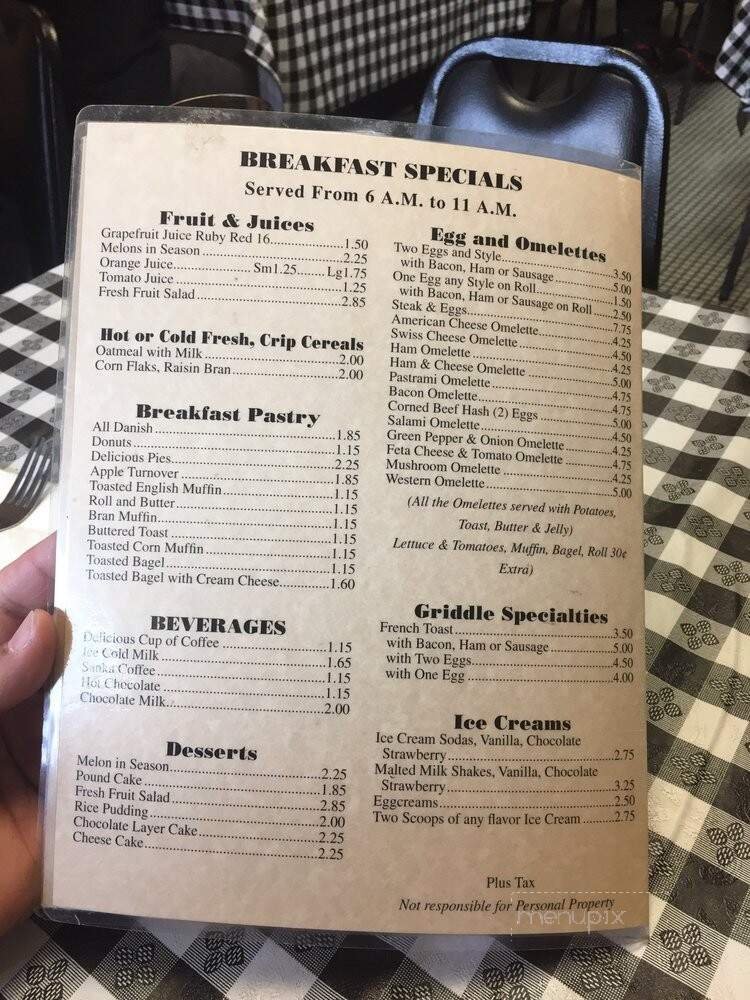 BREAKFAST SPECIALS
Served From 6 A.M. to 11 A.M.
Fruit & Juices
Grapefruit Juice Ruby Red 16......................1.50
Melons in Season......................2.25
Orange Juice...................... Sm1.25........Lg1.75
Tomato Juice......................1.25
Fresh Fruit Salad......................2.85
Hot or Cold Fresh, Crip Cereals
Oatmeal with Milk......................2.00
Corn Flaks, Raisin Bran......................2.00
Breakfast Pastry
All Danish......................1.85
Donuts......................1.15
Delicious Pies......................2.25
Apple Turnover......................1.85
Toasted English Muffin......................1.15
Roll and Butter......................1.15
Bran Muffin......................1.15
Buttered Toast......................1.15
Toasted Corn Muffin......................1.15
Toasted Bagel......................1.15
Toasted Bagel with Cream Cheese.............1.60
BEVERAGES
Delicious Cup of Coffee......................1.15
Ice Cold Milk......................1.65
Sanka Coffee......................1.15
Hot Chocolate......................1.15
Chocolate Milk......................2.00
Desserts
Melon in Season......................2.25
Pound Cake......................1.85
Fresh Fruit Salad......................2.85
Rice Pudding......................2.00
Chocolate Layer Cake......................2.25
Cheese Cake......................2.25
Egg and Omelettes
Two Eggs and Style......................3.50
with Bacon, Ham or Sausage......................5.00
One Egg any Style on Roll......................1.50
with Bacon, Ham or Sausage on Roll.......2.50
Steak & Eggs......................7.75
American Cheese Omelette......................4.25
Swiss Cheese Omelette......................4.50
Ham Omelette......................4.25
Ham & Cheese Omelette......................5.00
Pastrami Omelette......................4.75
Bacon Omelette......................4.75
Corned Beef Hash (2) Eggs......................5.00
Salami Omelette......................4.50
Green Pepper & Onion Omelette......................4.25
Feta Cheese & Tomato Omelette......................4.75
Mushroom Omelette......................4.25
Western Omelette......................5.00
(All the Omelettes served with Potatoes,
Toast, Butter & Jelly)
Lettuce & Tomatoes, Muffin, Bagel, Roll 30¢
Extra)
Griddle Specialties
French Toast......................3.50
with Bacon, Ham or Sausage......................5.00
with Two Eggs......................4.50
with One Egg......................4.00
Ice Creams
Ice Cream Sodas, Vanilla, Chocolate
Strawberry......................2.75
Malted Milk Shakes, Vanilla, Chocolate
Strawberry......................3.25
Eggcreams......................2.50
Two Scoops of any flavor Ice Cream.............2.75
Plus Tax
Not responsible for Personal Property
menupix